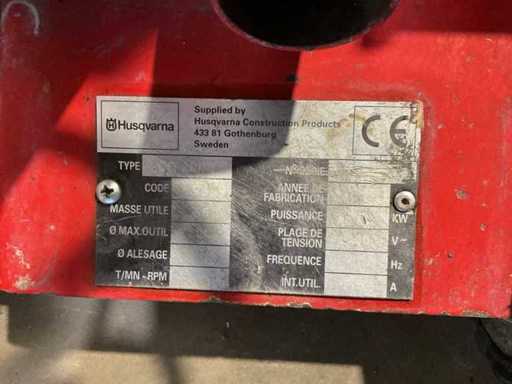 Husqvarna
Supplied by
Husqvarna Construction Products
433 81 Gothenburg
Sweden
CE
TYPE
CODE
MASSE UTILE
Ø MAX.OUTIL
Ø ALESAGE
T/MN - RPM
ANNEE DE
FABRICATION
PUISSANCE KW
PLAGE DE
TENSION V~
FREQUENCE Hz
INT.UTIL. A